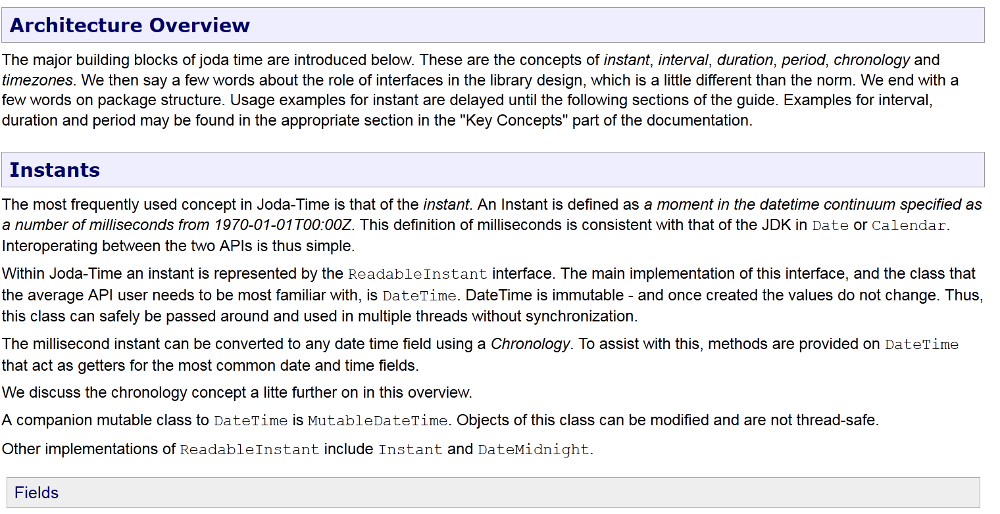 Architecture Overview
The major building blocks of joda time are introduced below. These are the concepts of instant, interval, duration, period, chronology and
timezones. We then say a few words about the role of interfaces in the library design, which is a little different than the norm. We end with a
few words on package structure. Usage examples for instant are delayed until the following sections of the guide. Examples for interval,
duration and period may be found in the appropriate section in the "Key Concepts" part of the documentation.
Instants
The most frequently used concept in Joda-Time is that of the instant. An Instant is defined as a moment in the datetime continuum specified as
a number of milliseconds from 1970-01-01T00:00Z. This definition of milliseconds is consistent with that of the JDK in Date or Calendar.
Interoperating between the two APIs is thus simple.
Within Joda-Time an instant is represented by the ReadableInstant interface. The main implementation of this interface, and the class that
the average API user needs to be most familiar with, is DateTime. DateTime is immutable - and once created the values do not change. Thus,
this class can safely be passed around and used in multiple threads without synchronization.
The millisecond instant can be converted to any date time field using a Chronology. To assist with this, methods are provided on DateTime
that act as getters for the most common date and time fields.
We discuss the chronology concept a litte further on in this overview.
A companion mutable class to DateTime is MutableDateTime. Objects of this class can be modified and are not thread-safe.
Other implementations of ReadableInstant include Instant and DateMidnight.
Fields